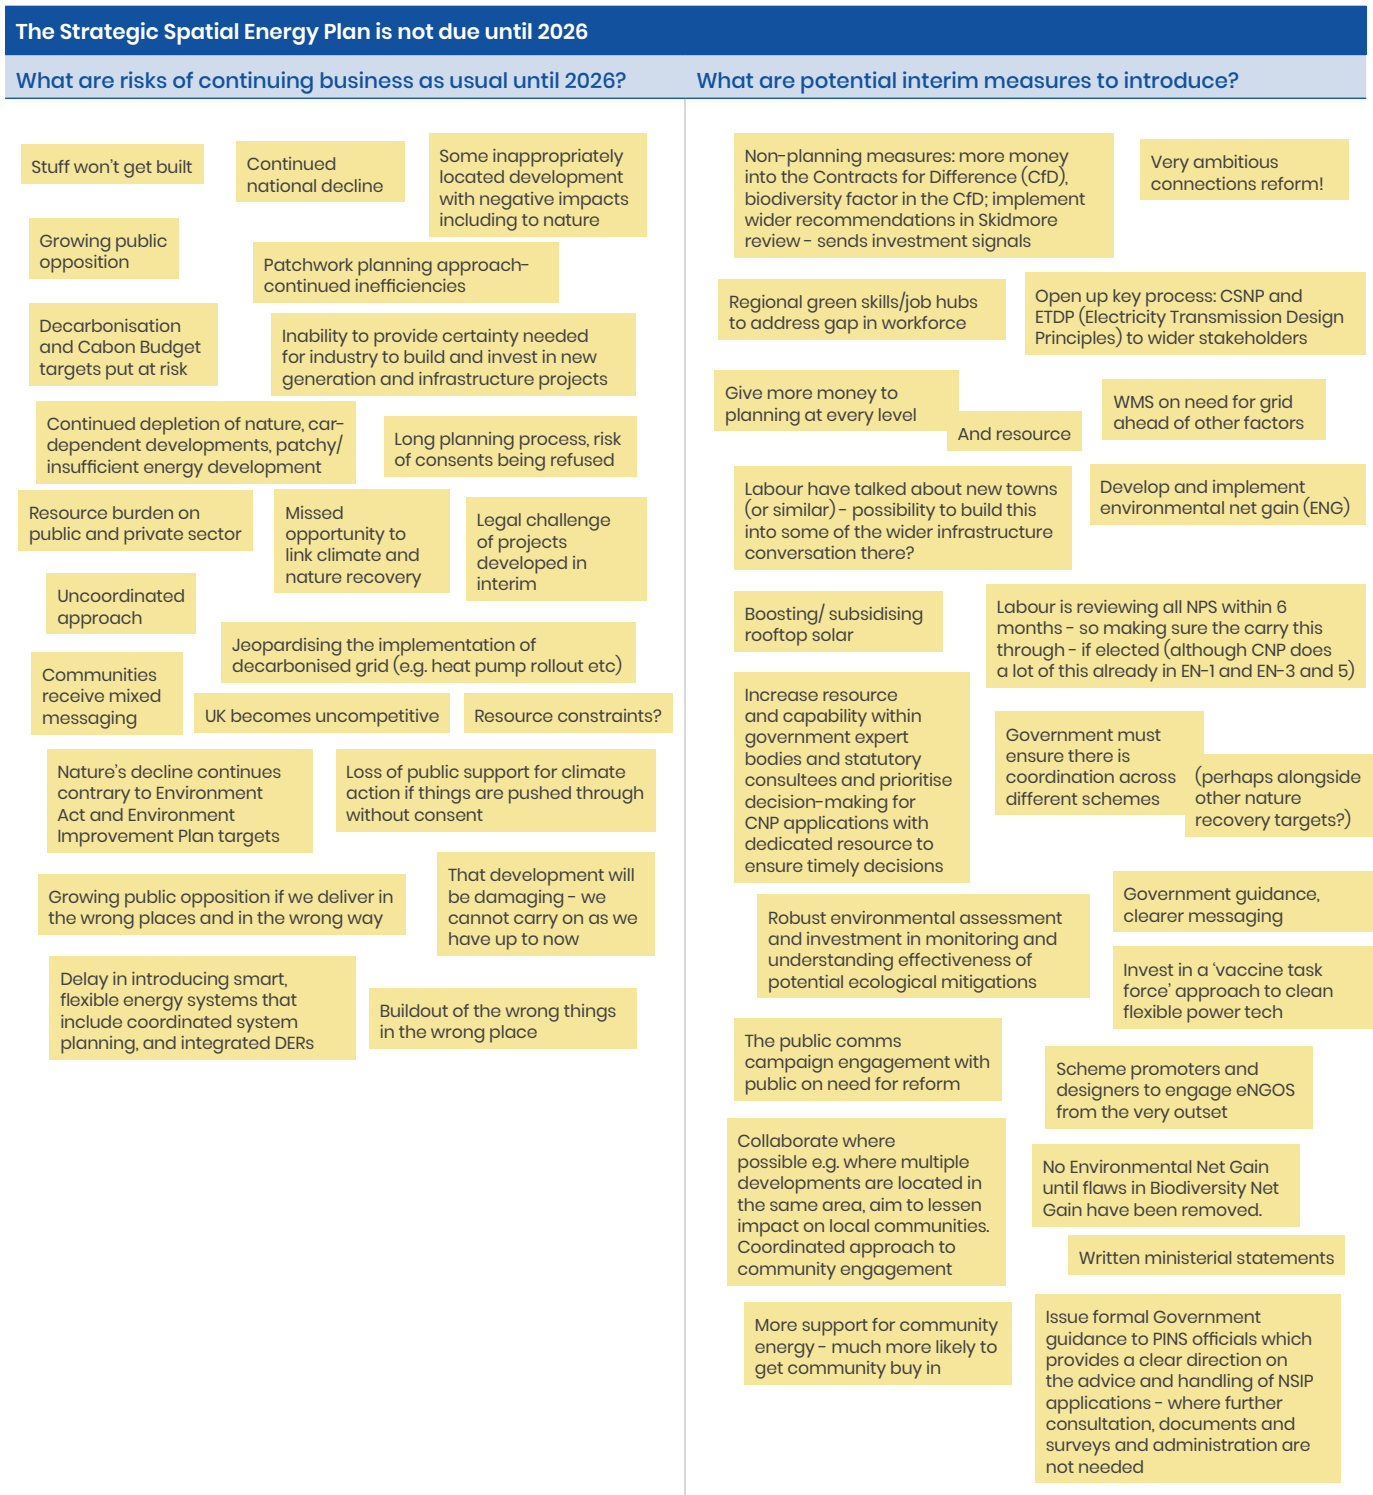 The Strategic Spatial Energy Plan is not due until 2026
What are risks of continuing business as usual until 2026?
Stuff won't get built
Continued
national decline
Some inappropriately
located development
with negative impacts
including to nature
Growing public
opposition
Patchwork planning approach-
continued inefficiencies
Decarbonisation
and Cabon Budget
targets put at risk
Inability to provide certainty needed
for industry to build and invest in new
generation and infrastructure projects
Continued depletion of nature, car-
dependent developments, patchy/
insufficient energy development
Long planning process, risk
of consents being refused
Resource burden on
public and private sector
Missed
opportunity to
link climate and
nature recovery
Legal challenge
of projects
developed in
interim
Uncoordinated
approach
Jeopardising the implementation of
decarbonised grid (e.g. heat pump rollout etc)
Communities
receive mixed
messaging
UK becomes uncompetitive
Resource constraints?
Nature's decline continues
contrary to Environment
Act and Environment
Improvement Plan targets
Loss of public support for climate
action if things are pushed through
without consent
Growing public opposition if we deliver in
the wrong places and in the wrong way
That development will
be damaging - we
cannot carry on as we
have up to now
Delay in introducing smart,
flexible energy systems that
include coordinated system
planning, and integrated DERs
Buildout of the wrong things
in the wrong place
What are potential interim measures to introduce?
Non-planning measures: more money
into the Contracts for Difference (CfD),
biodiversity factor in the CfD; implement
wider recommendations in Skidmore
review - sends investment signals
Very ambitious
connections reform!
Regional green skills/job hubs
to address gap in workforce
Open up key process: CSNP and
ETDP (Electricity Transmission Design
Principles) to wider stakeholders
Give more money to
planning at every level
And resource
WMS on need for grid
ahead of other factors
Labour have talked about new towns
(or similar) - possibility to build this
into some of the wider infrastructure
conversation there?
Develop and implement
environmental net gain (ENG)
Boosting/ subsidising
rooftop solar
Labour is reviewing all NPS within 6
months - so making sure the carry this
through - if elected (although CNP does
a lot of this already in EN-1 and EN-3 and 5)
Increase resource
and capability within
government expert
bodies and statutory
consultees and prioritise
decision-making for
CNP applications with
dedicated resource to
ensure timely decisions
Government must
ensure there is
coordination across
different schemes
(perhaps alongside
other nature
recovery targets?)
Robust environmental assessment
and investment in monitoring and
understanding effectiveness of
potential ecological mitigations
Government guidance,
clearer messaging
Invest in a 'vaccine task
force' approach to clean
flexible power tech
The public comms
campaign engagement with
public on need for reform
Scheme promoters and
designers to engage eNGOS
from the very outset
Collaborate where
possible e.g. where multiple
developments are located in
the same area, aim to lessen
impact on local communities.
Coordinated approach to
community engagement
No Environmental Net Gain
until flaws in Biodiversity Net
Gain have been removed.
Written ministerial statements
More support for community
energy - much more likely to
get community buy in
Issue formal Government
guidance to PINS officials which
provides a clear direction on
the advice and handling of NSIP
applications - where further
consultation, documents and
surveys and administration are
not needed